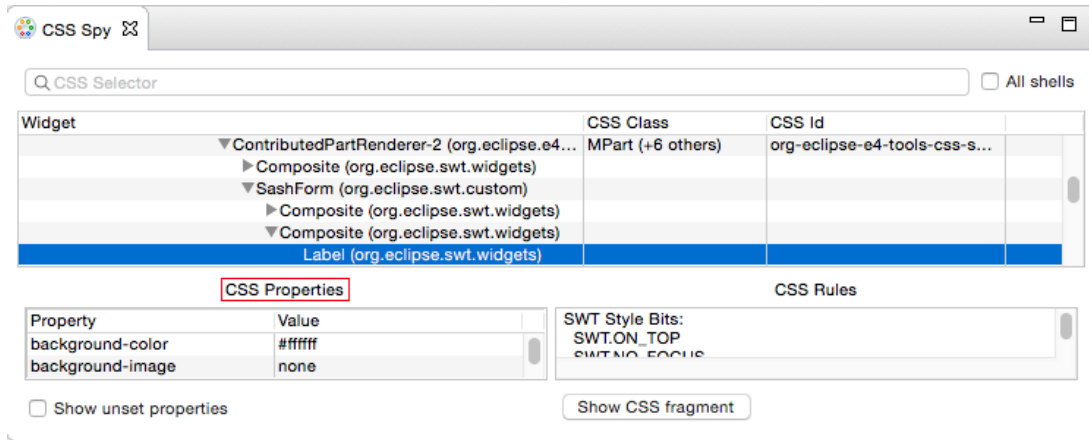 CSS Spy
CSS Selector
All shells
Widget CSS Class CSS Id
ContributedPartRenderer-2 (org.eclipse.e4... MPart (+6 others) org-eclipse-e4-tools-css-s...
Composite (org.eclipse.swt.widgets)
SashForm (org.eclipse.swt.custom)
Composite (org.eclipse.swt.widgets)
Composite (org.eclipse.swt.widgets)
Label (org.eclipse.swt.widgets)
CSS Properties CSS Rules
Property Value
background-color #ffffff
background-image none
SWT Style Bits:
SWT.ON_TOP
SWT.NO_FOCUS
Show unset properties
Show CSS fragment